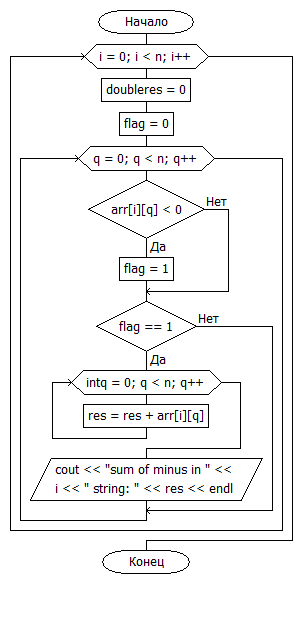 Начало
i = 0; i < n; i++
doubleres = 0
flag = 0
q = 0; q < n; q++
arr[i][q] < 0
Нет
Да
flag = 1
flag == 1
Нет
Да
intq = 0; q < n; q++
res = res + arr[i][q]
cout << "sum of minus in " <<
i << " string: " << res << endl
Конец